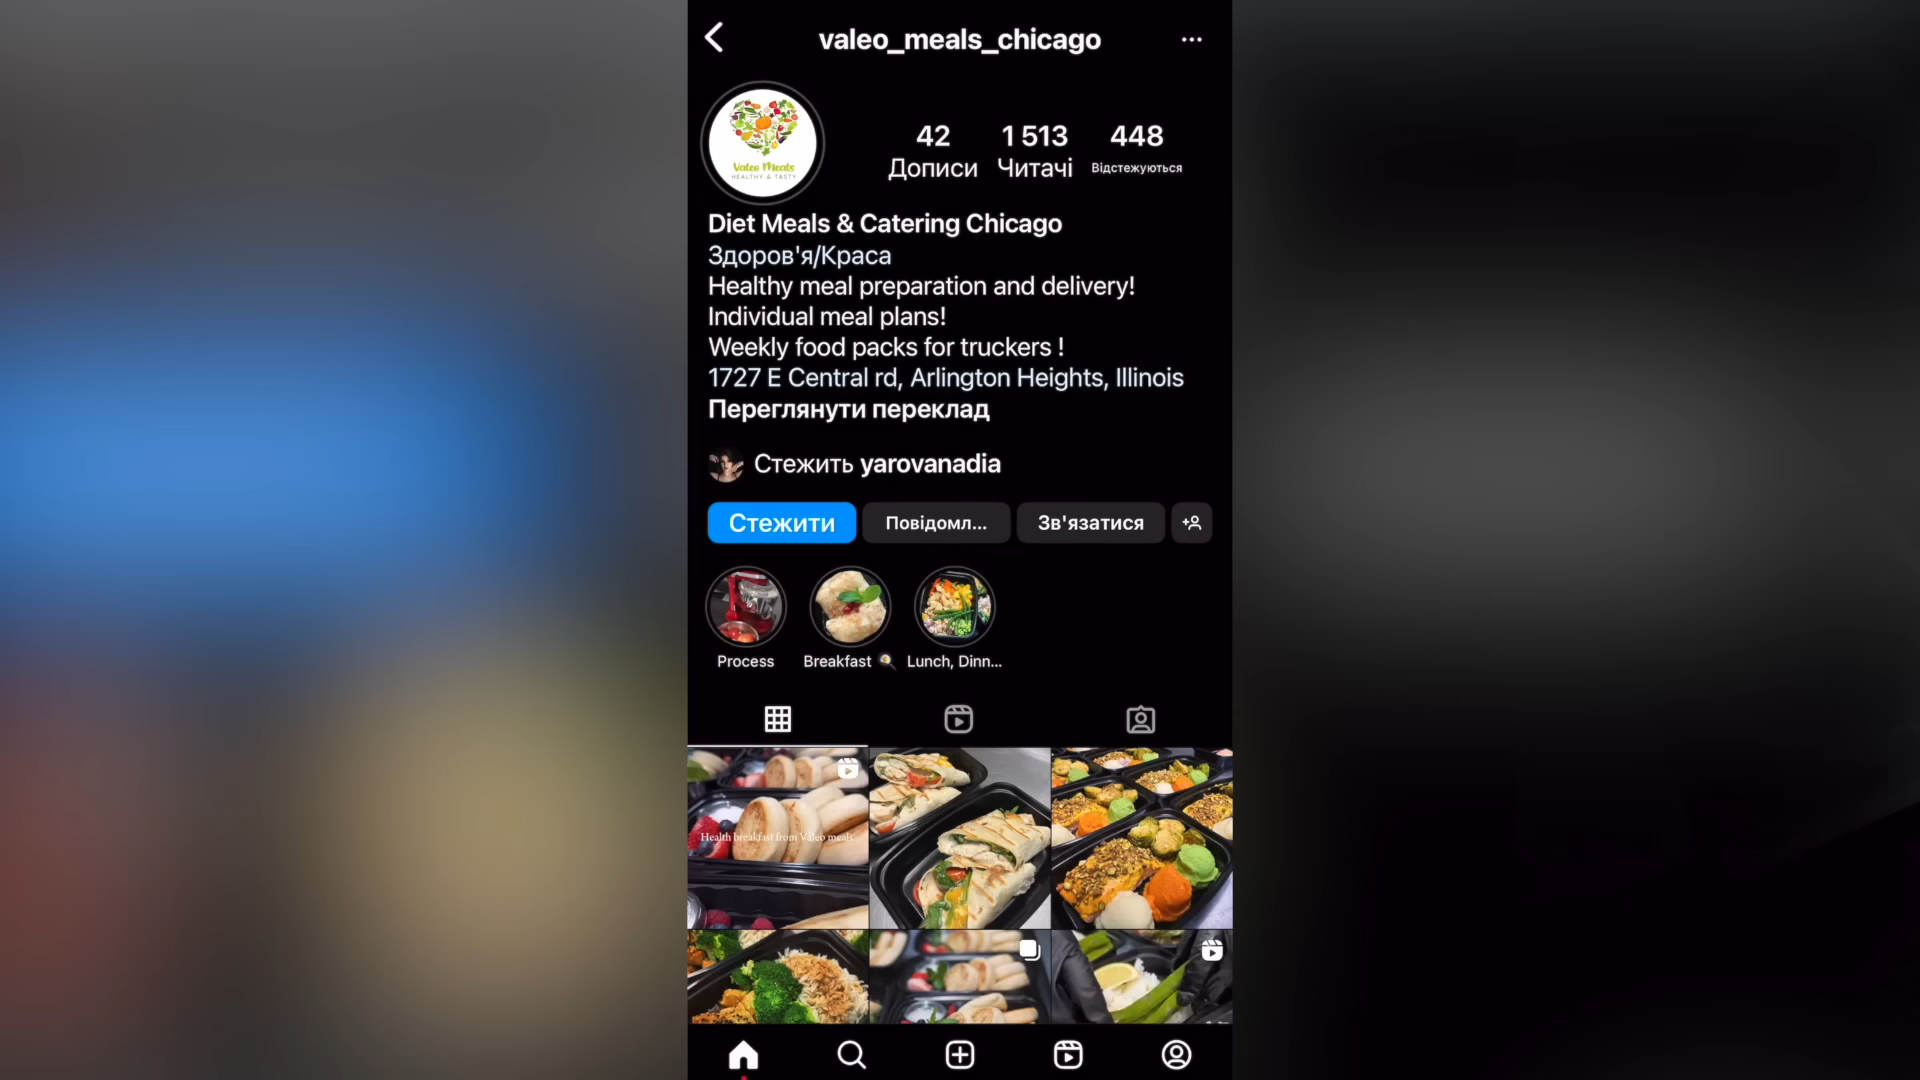 valeo_meals_chicago
Valeo Meals
HEALTHY & TASTY
42
1 513
448
Дописи
Читачі
Відстежуються
Diet Meals & Catering Chicago
Здоров'я/Краса
Healthy meal preparation and delivery!
Individual meal plans!
Weekly food packs for truckers !
1727 E Central rd, Arlington Heights, Illinois
Переглянути переклад
Стежить yarovanadia
Стежити
Повідомл...
Зв'язатися
Process
Breakfast
Lunch, Dinn...
Health breakfast from Valeo meals